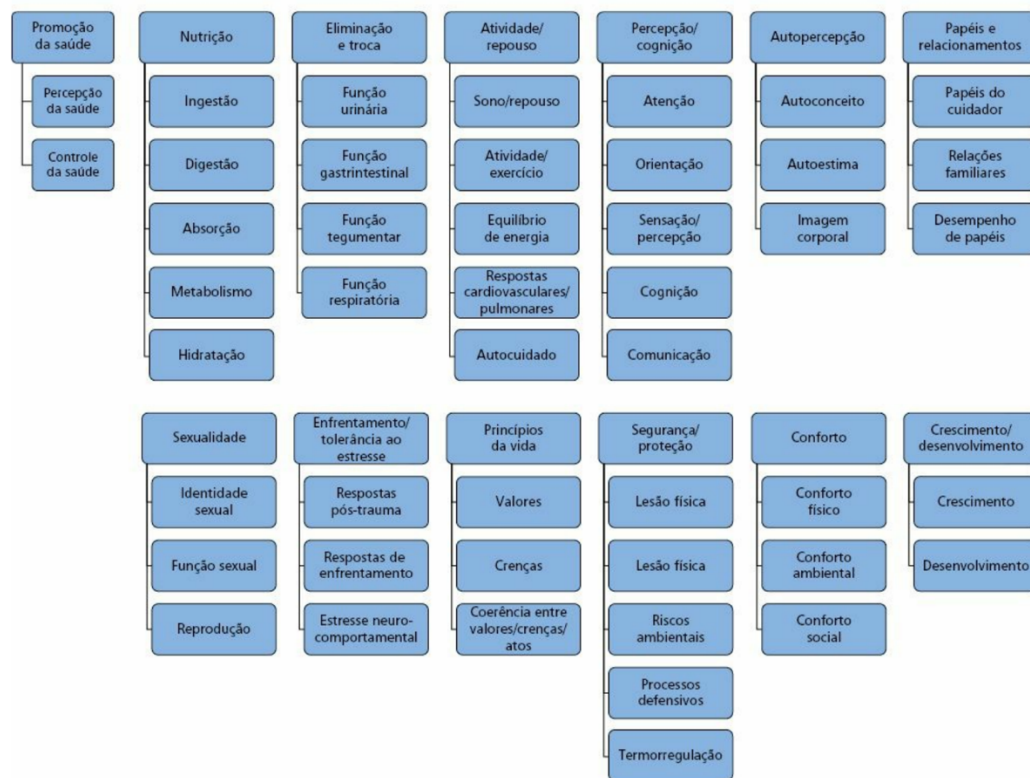 Promoção
da saúde
Percepção
da saúde
Controle
da saúde
Nutrição
Ingestão
Digestão
Absorção
Metabolismo
Hidratação
Eliminação
e troca
Função
urinária
Função
gastrintestinal
Função
tegumentar
Função
respiratória
Atividade/
repouso
Sono/repouso
Atividade/
exercício
Equilíbrio
de energia
Respostas
cardiovasculares/
pulmonares
Autocuidado
Percepção/
cognição
Atenção
Orientação
Sensação/
percepção
Cognição
Comunicação
Autopercepção
Autoconceito
Autoestima
Imagem
corporal
Papéis e
relacionamentos
Papéis do
cuidador
Relações
familiares
Desempenho
de papéis
Sexualidade
Identidade
sexual
Função sexual
Reprodução
Enfrentamento/
tolerância ao
estresse
Respostas
pós-trauma
Respostas de
enfrentamento
Estresse neuro-
comportamental
Princípios
da vida
Valores
Crenças
Coerência entre
valores/crenças/
atos
Segurança/
proteção
Lesão física
Lesão física
Riscos
ambientais
Processos
defensivos
Termorregulação
Conforto
Conforto
físico
Conforto
ambiental
Conforto
social
Crescimento/
desenvolvimento
Crescimento
Desenvolvimento